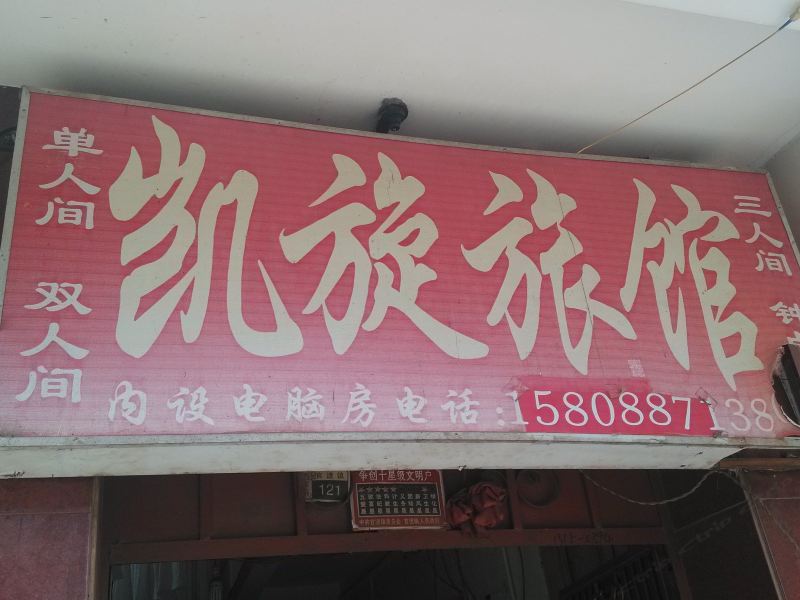 单人间
双人间
凯旋旅馆
三人间
钟
内设电脑房电话:1580887138
121
争创十星级文明户